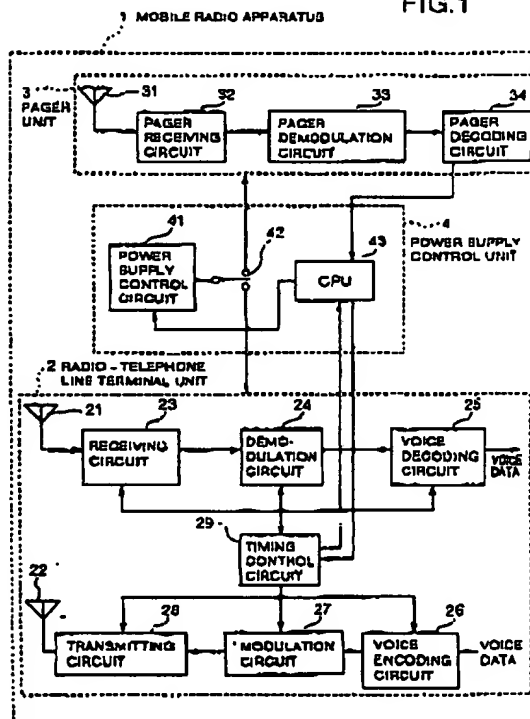 FIG.1
1 MOBILE RADIO APPARATUS
3 PAGER UNIT
31
32
33
34
PAGER RECEIVING CIRCUIT
PAGER DEMODULATION CIRCUIT
PAGER DECODING CIRCUIT
4
POWER SUPPLY CONTROL UNIT
41
42
43
POWER SUPPLY CONTROL CIRCUIT
CPU
2 RADIO - TELEPHONE LINE TERMINAL UNIT
21
23
24
25
RECEIVING CIRCUIT
DEMO- DULATION CIRCUIT
VOICE DECODING CIRCUIT
VOICE DATA
29
TIMING CONTROL CIRCUIT
22
28
27
26
TRANSMITTING CIRCUIT
MODULATION CIRCUIT
VOICE ENCODING CIRCUIT
VOICE DATA